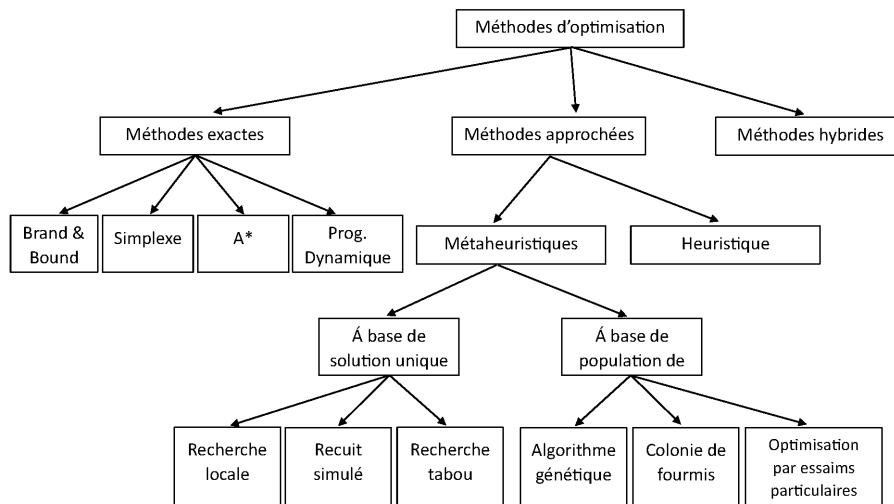 Méthodes d'optimisation
Méthodes exactes
Méthodes approchées
Méthodes hybrides
Brand &
Bound
Simplexe
A*
Prog.
Dynamique
Métaheuristiques
Heuristique
Á base de
solution unique
Á base de
population de
Recherche
locale
Recuit
simulé
Recherche
tabou
Algorithme
génétique
Colonie de
fourmis
Optimisation
par essaims
particulaires